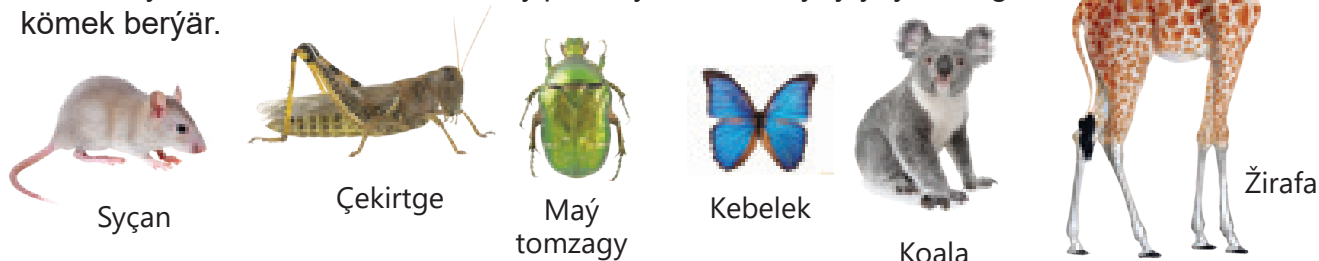 kömek berýär.
Syçan
Çekirtge
Maý
tomzagy
Kebelek
Koala
Žirafa